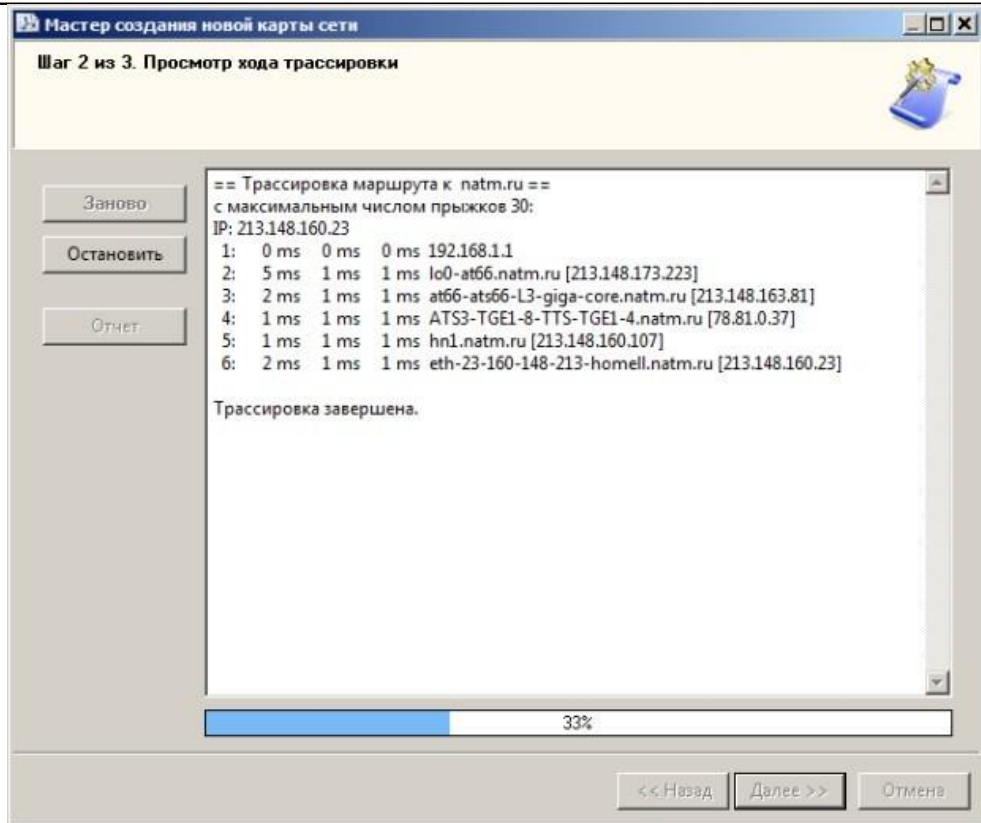 Мастер создания новой карты сети
Шаг 2 из 3. Просмотр хода трассировки
Заново
Остановить
Отчет
== Трассировка маршрута к natm.ru ==
с максимальным числом прыжков 30:
IP: 213.148.160.23
1: 0 ms 0 ms 0 ms 192.168.1.1
2: 5 ms 1 ms 1 ms lo0-at66.natm.ru [213.148.173.223]
3: 2 ms 1 ms 1 ms at66-ats66-L3-giga-core.natm.ru [213.148.163.81]
4: 1 ms 1 ms 1 ms ATS3-TGE1-8-TTS-TGE1-4.natm.ru [78.81.0.37]
5: 1 ms 1 ms 1 ms hn1.natm.ru [213.148.160.107]
6: 2 ms 1 ms 1 ms eth-23-160-148-213-homell.natm.ru [213.148.160.23]
Трассировка завершена.
33%
<< Назад
Далее >>
Отмена